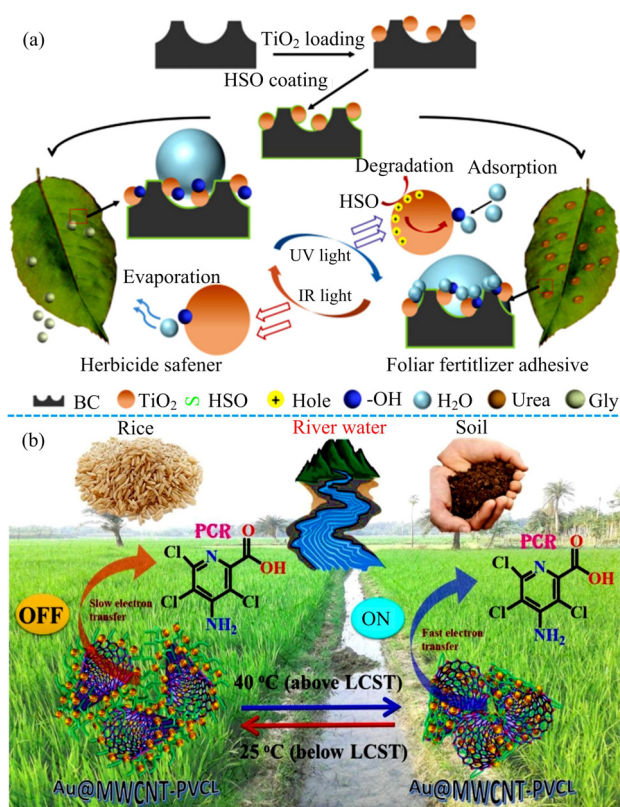 (a)
TiO₂ loading
HSO coating
Degradation
Adsorption
HSO
UV light
IR light
Evaporation
Herbicide safener
Foliar fertitlizer adhesive
BC TiO₂ S HSO + Hole -OH H₂O Urea Gly
(b)
Rice River water Soil
PCR
Cl N O
OH
Cl Cl
NH₂
PCR
Cl N O
OH
Cl Cl
NH₂
OFF
Slow electron
transfer
ON
Fast electron
transfer
40 °C (above LCST)
25 °C (below LCST)
Au@MWCNT-PVCL
Au@MWCNT-PVCL